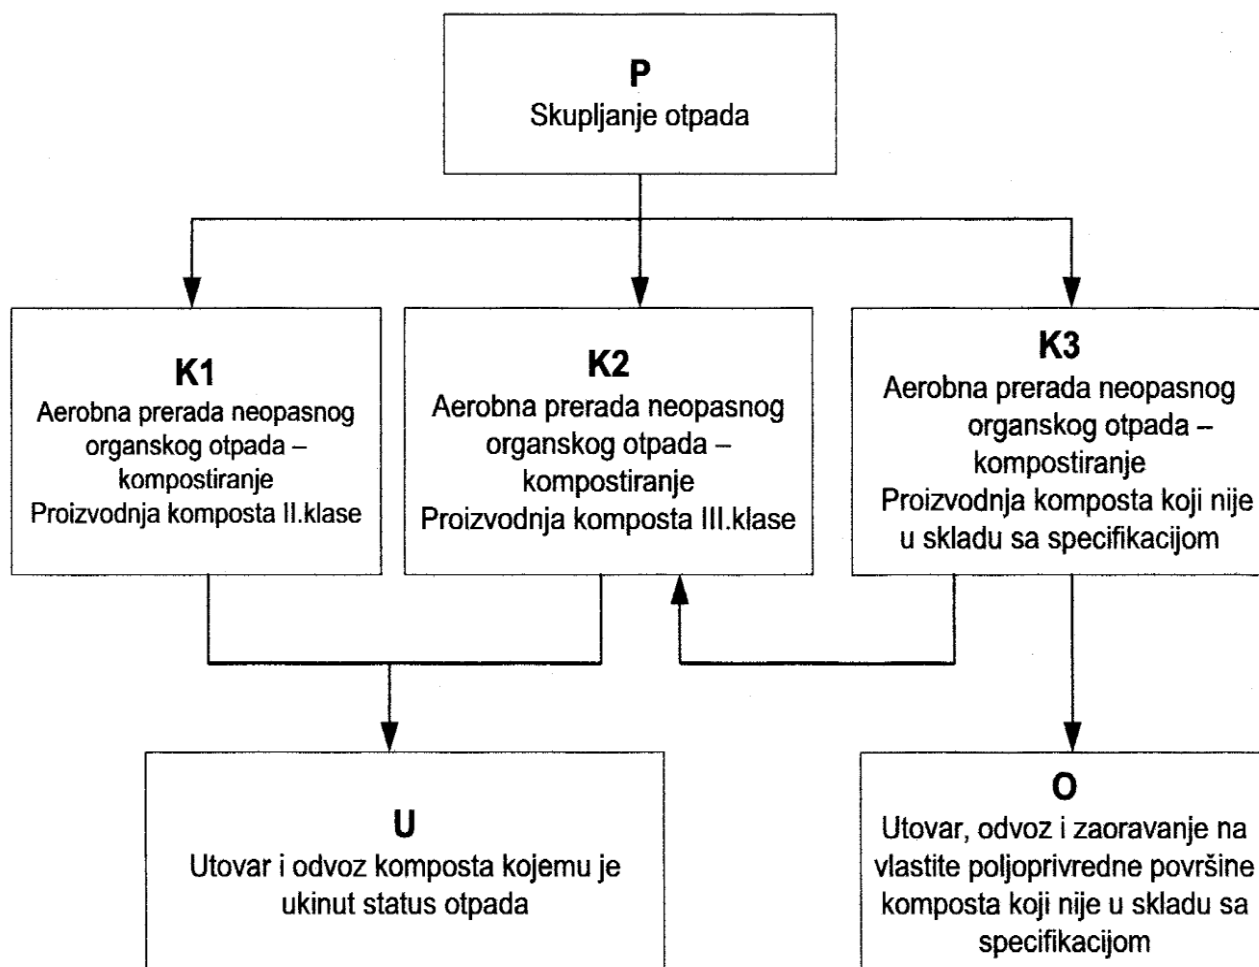 P
Skupljanje otpada
K1
Aerobna prerada neopasnog
organskog otpada –
kompostiranje
Proizvodnja komposta II.klase
K2
Aerobna prerada neopasnog
organskog otpada –
kompostiranje
Proizvodnja komposta III.klase
K3
Aerobna prerada neopasnog
organskog otpada –
kompostiranje
Proizvodnja komposta koji nije
u skladu sa specifikacijom
U
Utovar i odvoz komposta kojemu je
ukinut status otpada
O
Utovar, odvoz i zaoravanje na
vlastite poljoprivredne površine
komposta koji nije u skladu sa
specifikacijom